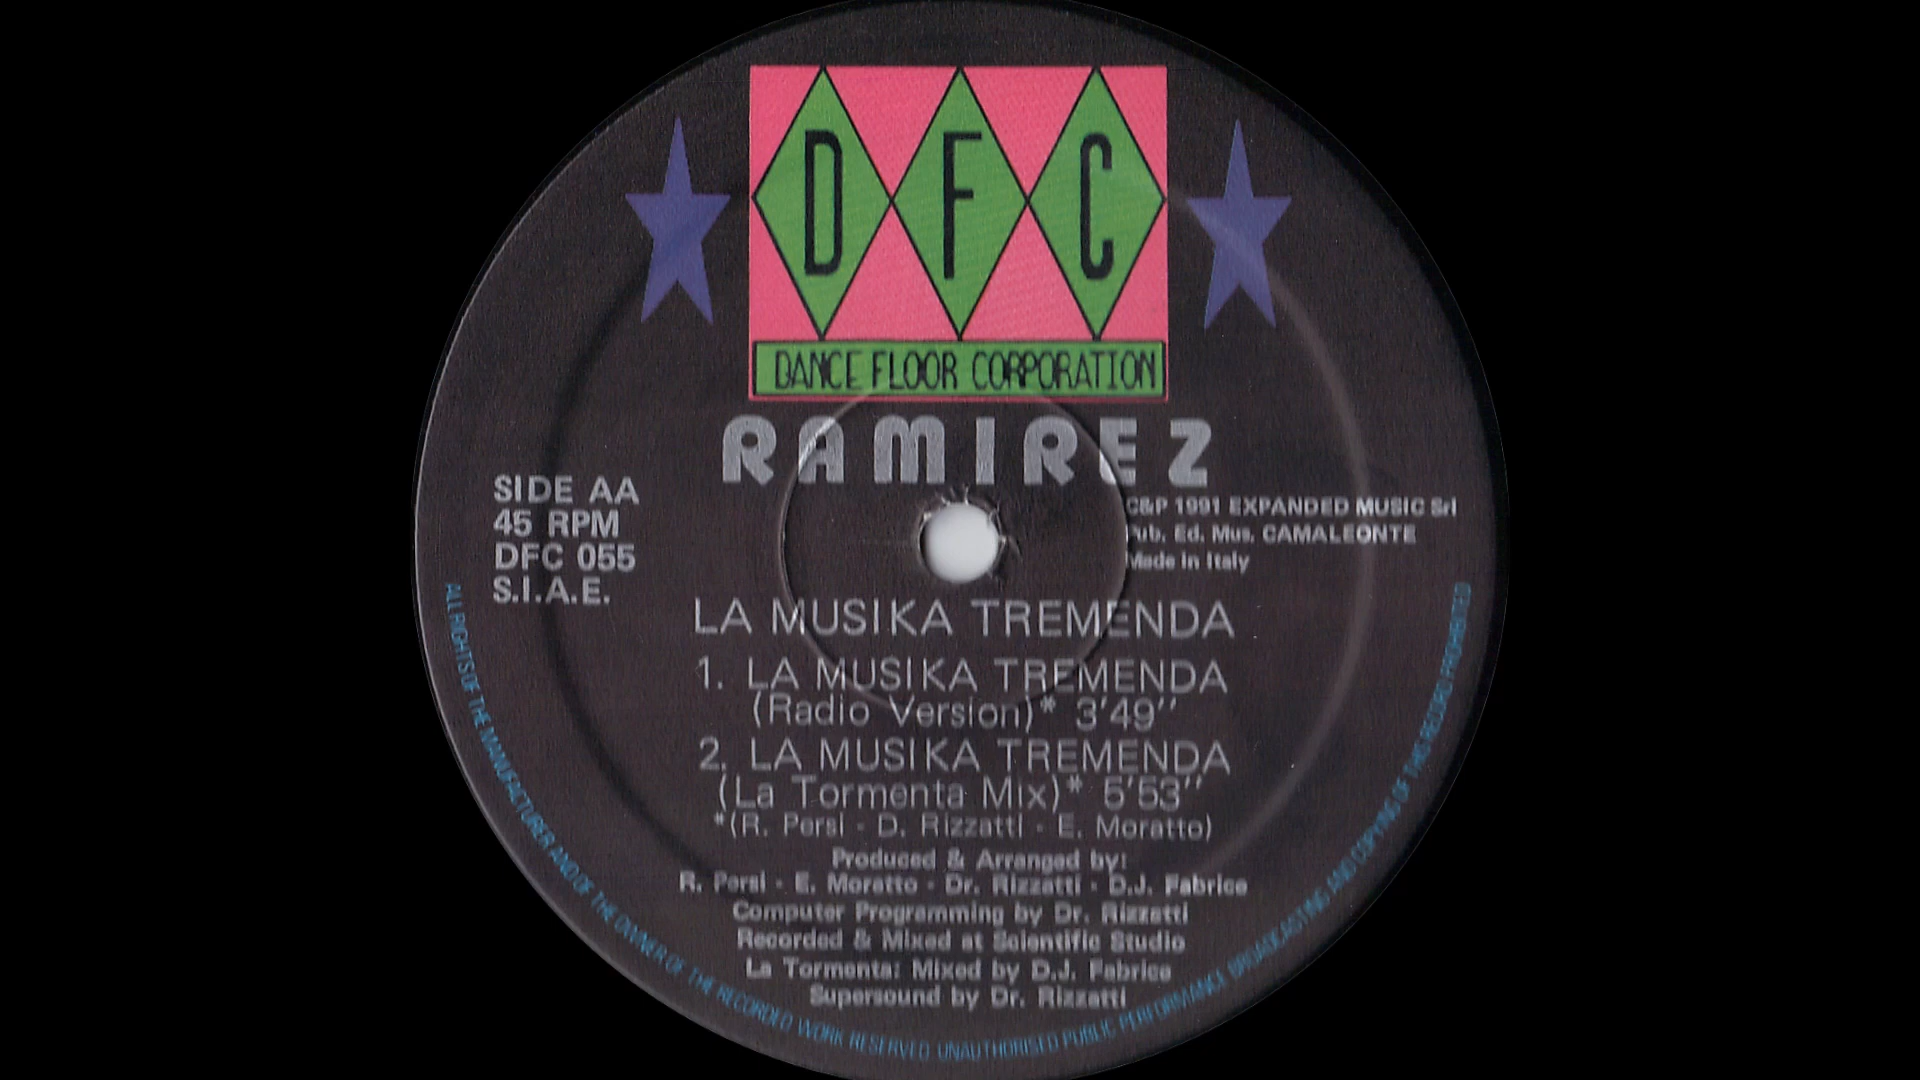 DFC
DANCE FLOOR CORPORATION
RAMIREZ
SIDE AA
45 RPM
DFC 055
S.I.A.E.
C&P 1991 EXPANDED MUSIC Srl
Pub. Ed. Mus. CAMALEONTE
Made in Italy
LA MUSIKA TREMENDA
1. LA MUSIKA TREMENDA
(Radio Version)* 3'49''
2. LA MUSIKA TREMENDA
(La Tormenta Mix)* 5'53''
*(R. Persi - D. Rizzatti - E. Moratto)
Produced & Arranged by:
R. Persi - E. Moratto - Dr. Rizzatti - D.J. Fabrice
Computer Programming by Dr. Rizzatti
Recorded & Mixed at Scientific Studio
La Tormenta: Mixed by D.J. Fabrice
Supersound by Dr. Rizzatti
ALL RIGHTS OF THE MANUFACTURER AND OF THE OWNER OF THE RECORDED WORK RESERVED. UNAUTHORISED PUBLIC PERFORMANCE BROADCASTING AND COPYING OF THIS RECORD PROHIBITED